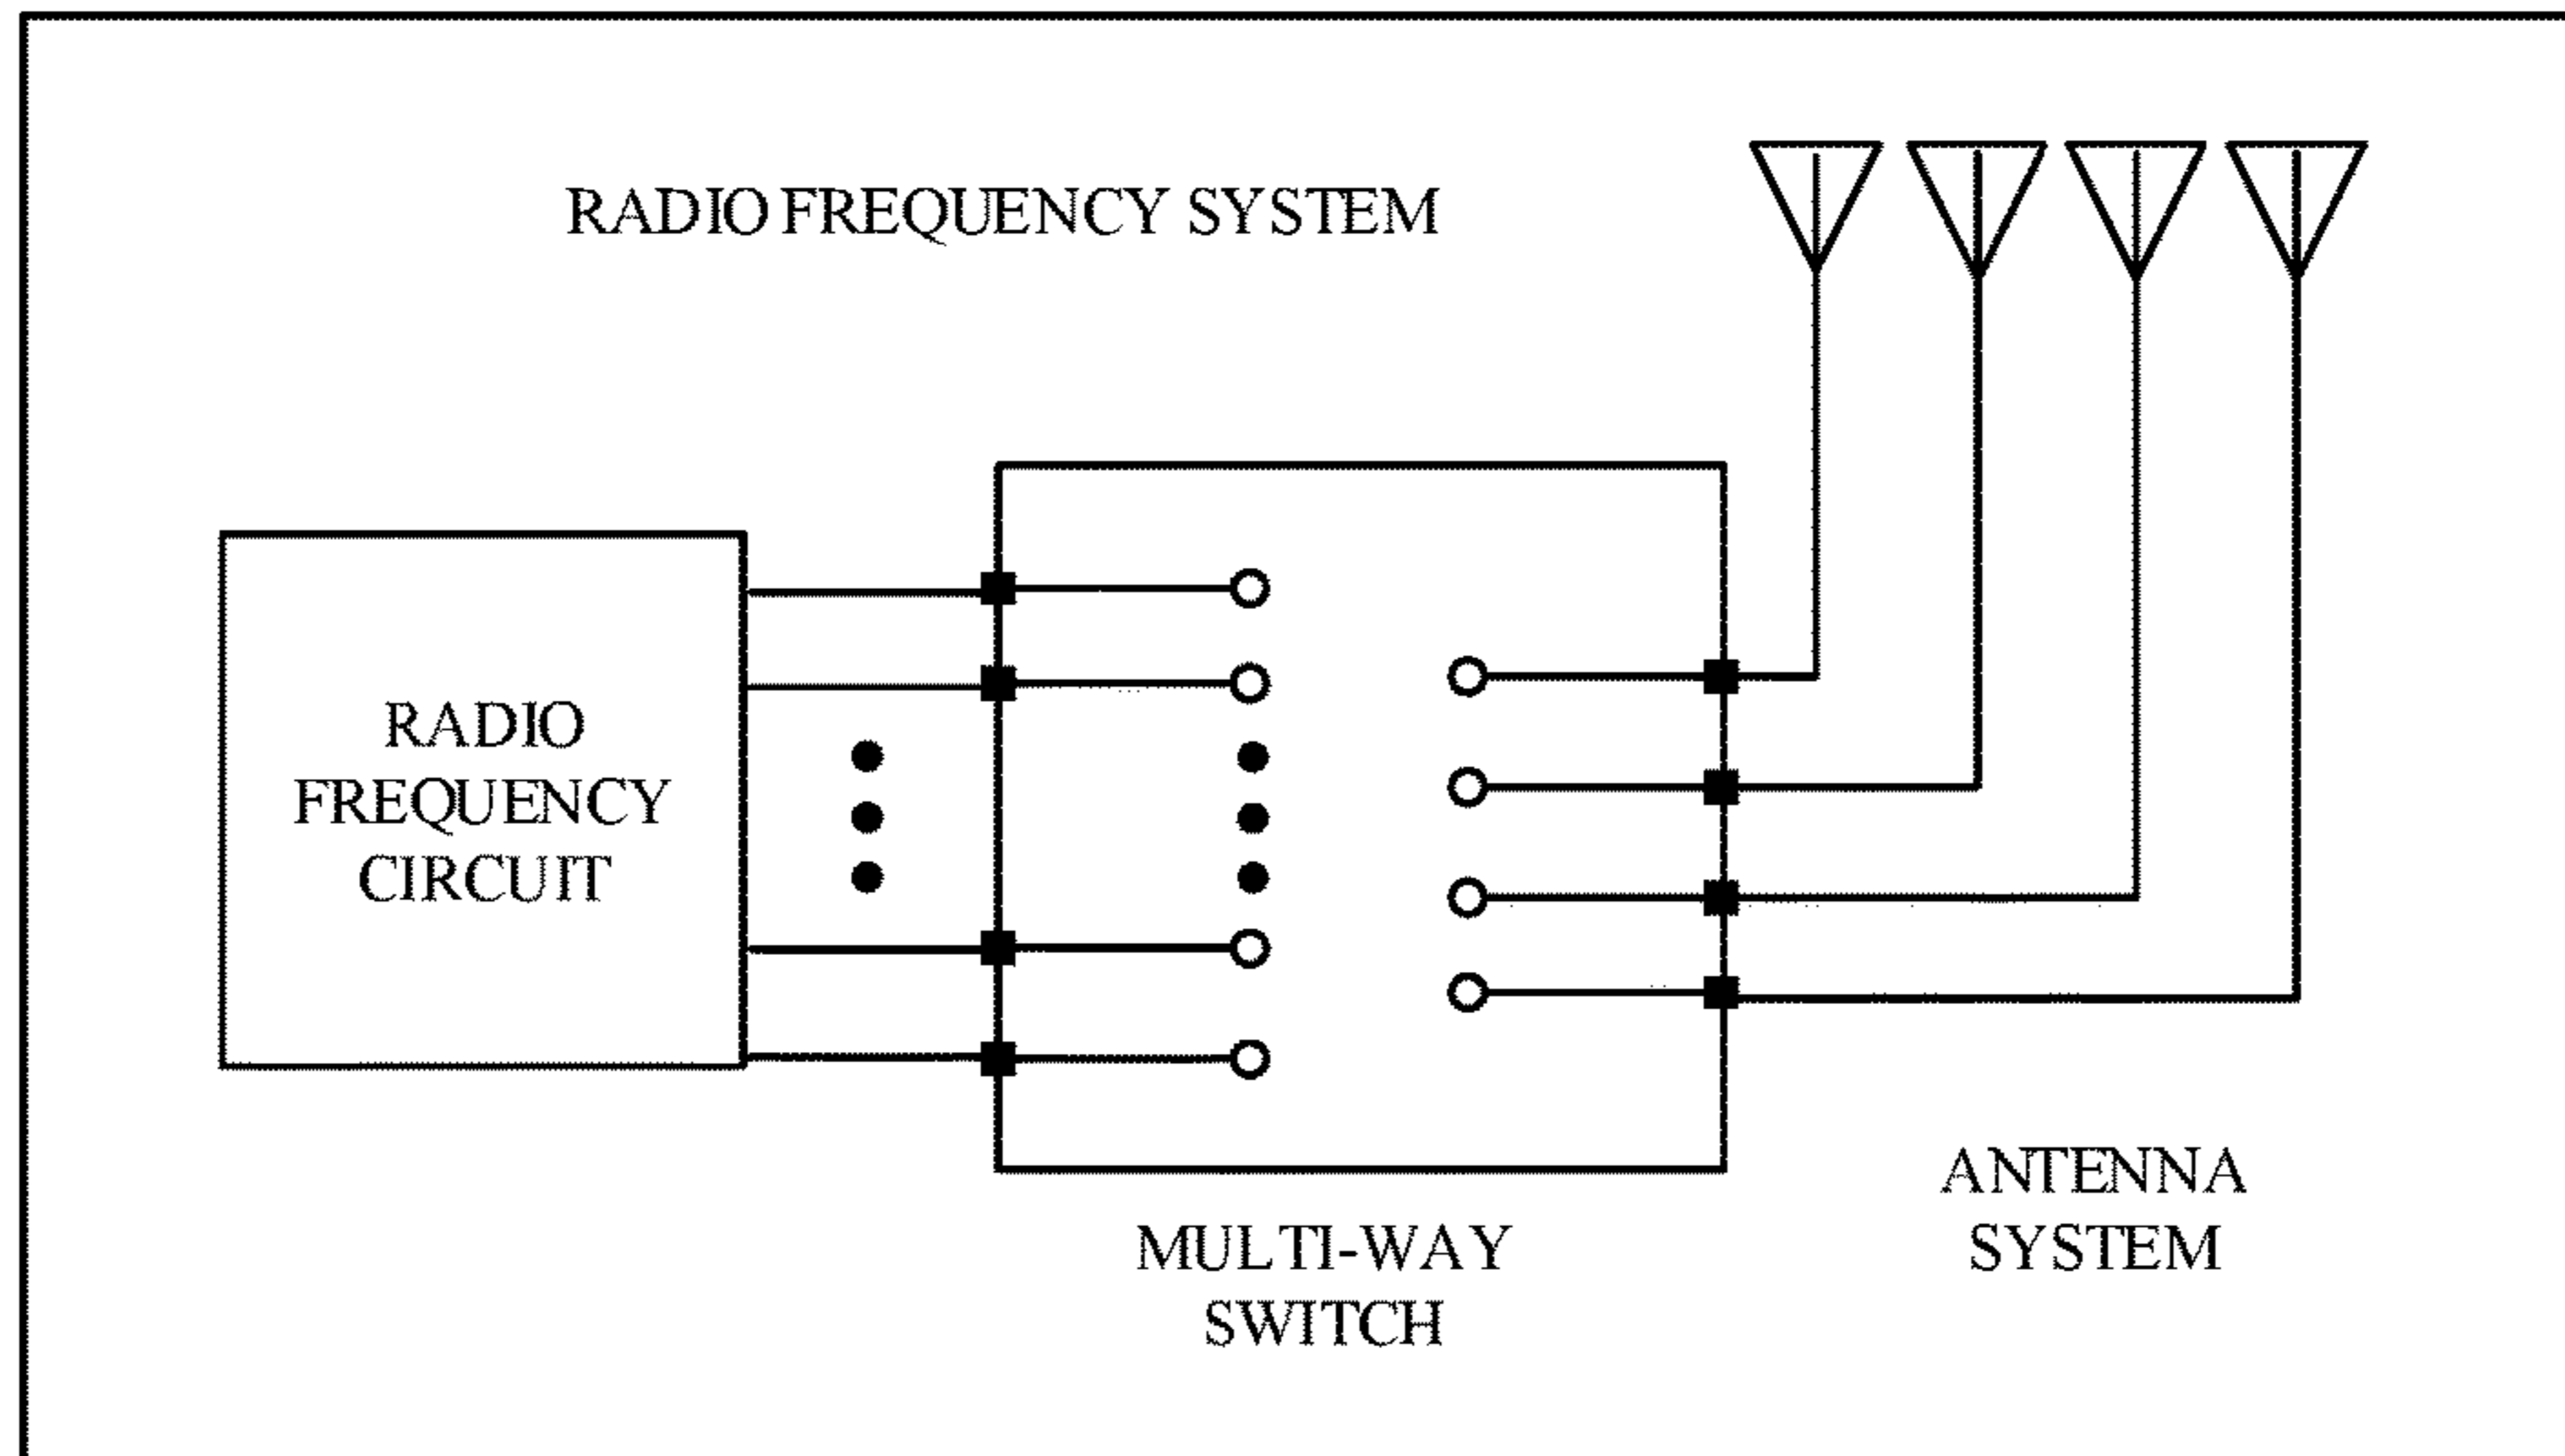 RADIO FREQUENCY SYSTEM
RADIO
FREQUENCY
CIRCUIT
MULTI-WAY
SWITCH
ANTENNA
SYSTEM